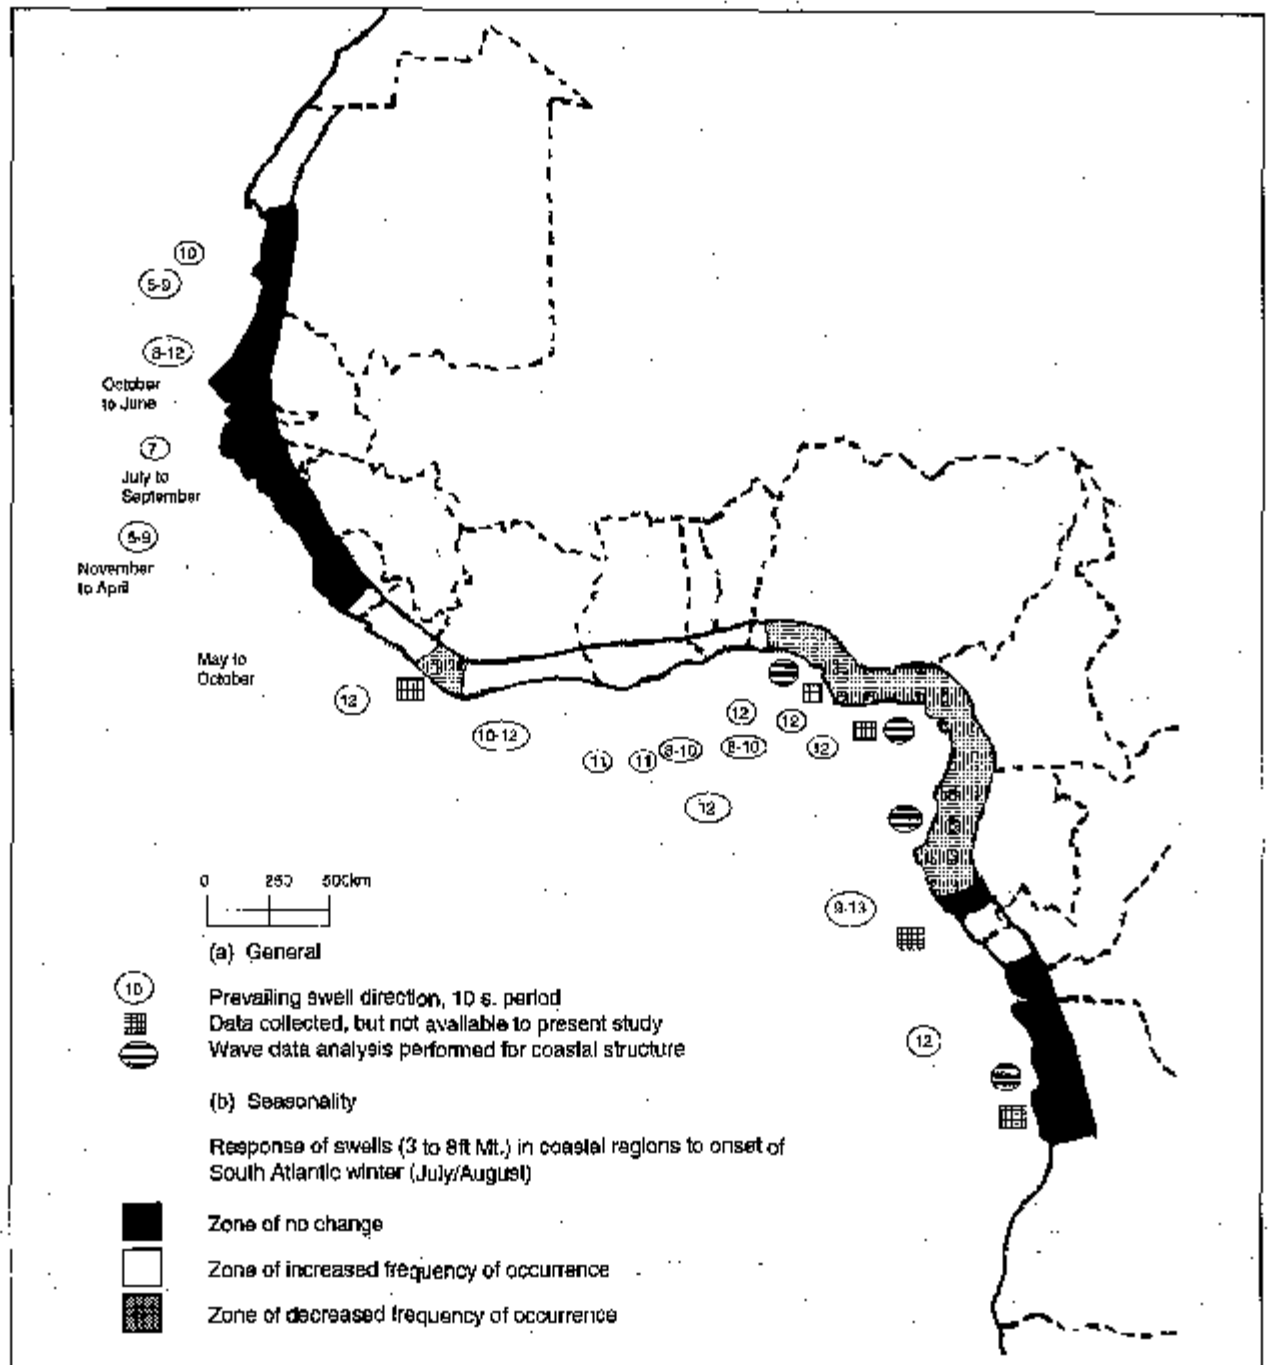 10
5-9
8-12
October
to June
7
July to
September
5-9
November
to April
May to
October
12
10-12
11
11
8-10
12
8-10
12
12
12
9-13
12
0 250 500km
(a) General
10 Prevailing swell direction, 10 s. period
Data collected, but not available to present study
Wave data analysis performed for coastal structure
(b) Seasonality
Response of swells (3 to 8ft Mt.) in coastal regions to onset of
South Atlantic winter (July/August)
Zone of no change
Zone of increased frequency of occurrence
Zone of decreased frequency of occurrence